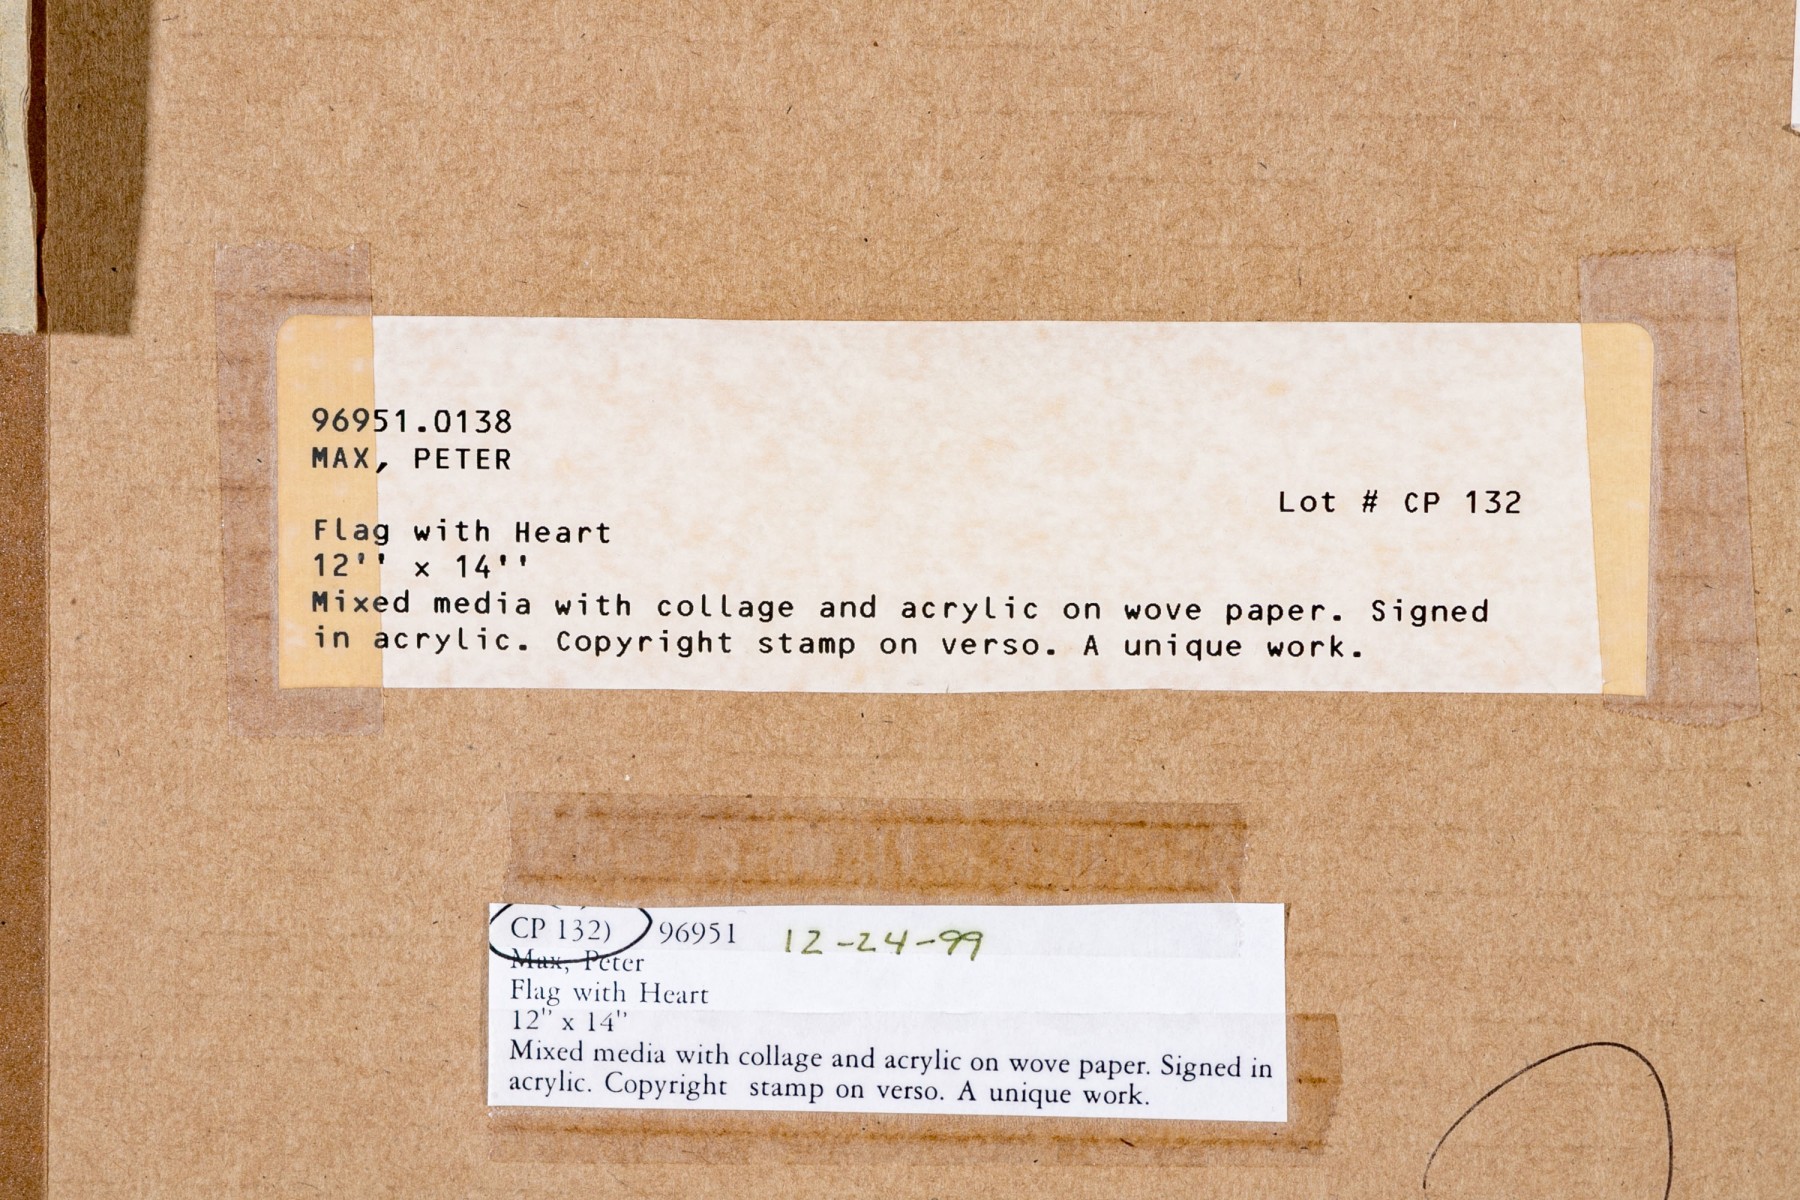 96951.0138
MAX, PETER
Lot # CP 132
Flag with Heart
12'' x 14''
Mixed media with collage and acrylic on wove paper. Signed
in acrylic. Copyright stamp on verso. A unique work.
CP 132) 96951 12-24-99
Max, Peter
Flag with Heart
12" x 14"
Mixed media with collage and acrylic on wove paper. Signed in
acrylic. Copyright stamp on verso. A unique work.